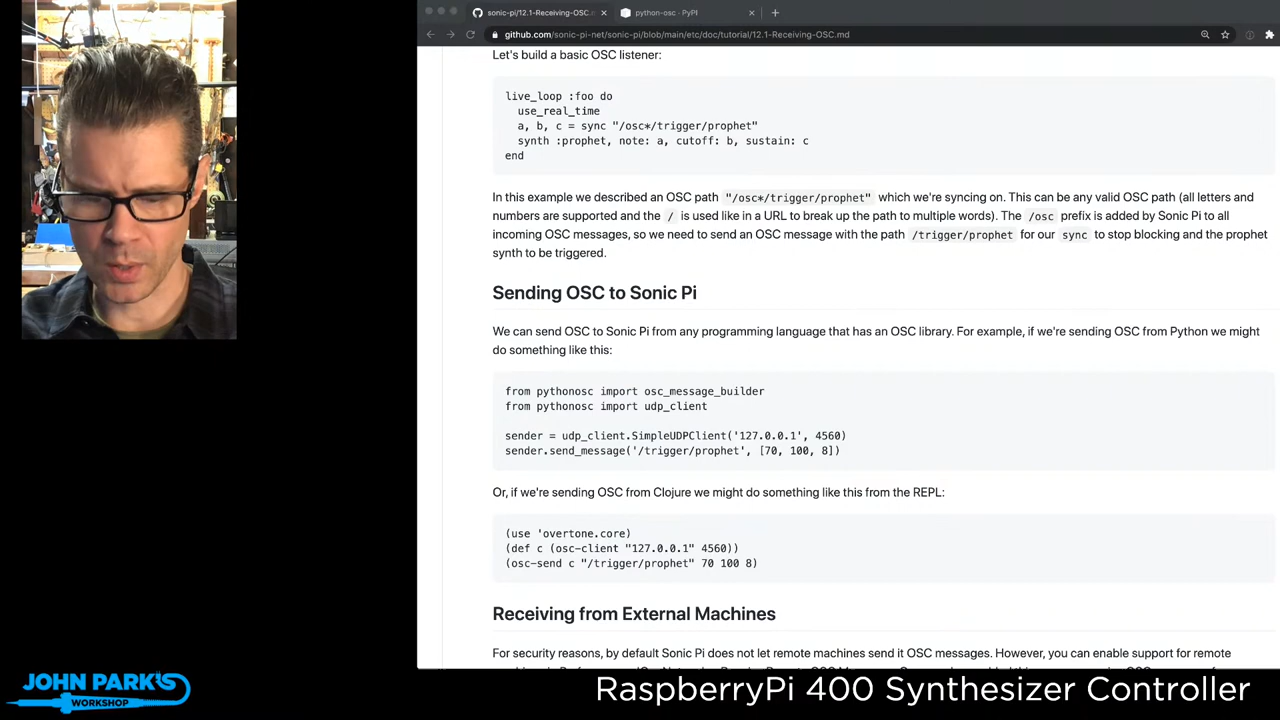 sonic-pi/12.1-Receiving-OSC.m
python-osc · PyPI
github.com/sonic-pi-net/sonic-pi/blob/main/etc/doc/tutorial/12.1-Receiving-OSC.md
Let's build a basic OSC listener:
live_loop :foo do
use_real_time
a, b, c = sync "/osc*/trigger/prophet"
synth :prophet, note: a, cutoff: b, sustain: c
end
In this example we described an OSC path "/osc*/trigger/prophet" which we're syncing on. This can be any valid OSC path (all letters and
numbers are supported and the / is used like in a URL to break up the path to multiple words). The /osc prefix is added by Sonic Pi to all
incoming OSC messages, so we need to send an OSC message with the path /trigger/prophet for our sync to stop blocking and the prophet
synth to be triggered.
Sending OSC to Sonic Pi
We can send OSC to Sonic Pi from any programming language that has an OSC library. For example, if we're sending OSC from Python we might
do something like this:
from pythonosc import osc_message_builder
from pythonosc import udp_client
sender = udp_client.SimpleUDPClient('127.0.0.1', 4560)
sender.send_message('/trigger/prophet', [70, 100, 8])
Or, if we're sending OSC from Clojure we might do something like this from the REPL:
(use 'overtone.core)
(def c (osc-client "127.0.0.1" 4560))
(osc-send c "/trigger/prophet" 70 100 8)
Receiving from External Machines
For security reasons, by default Sonic Pi does not let remote machines send it OSC messages. However, you can enable support for remote
JOHN PARK'S
WORKSHOP
RaspberryPi 400 Synthesizer Controller